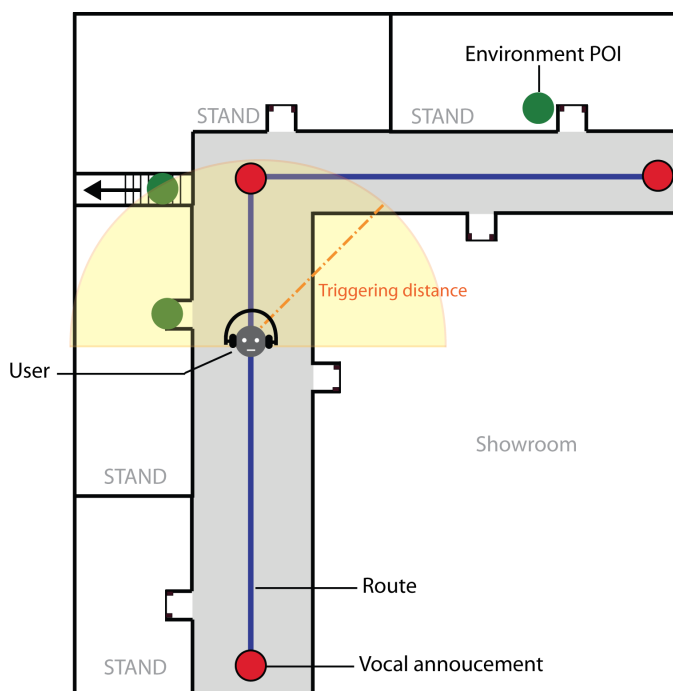 Environment POI
STAND
STAND
Triggering distance
User
Showroom
STAND
Route
Vocal annoucement
STAND